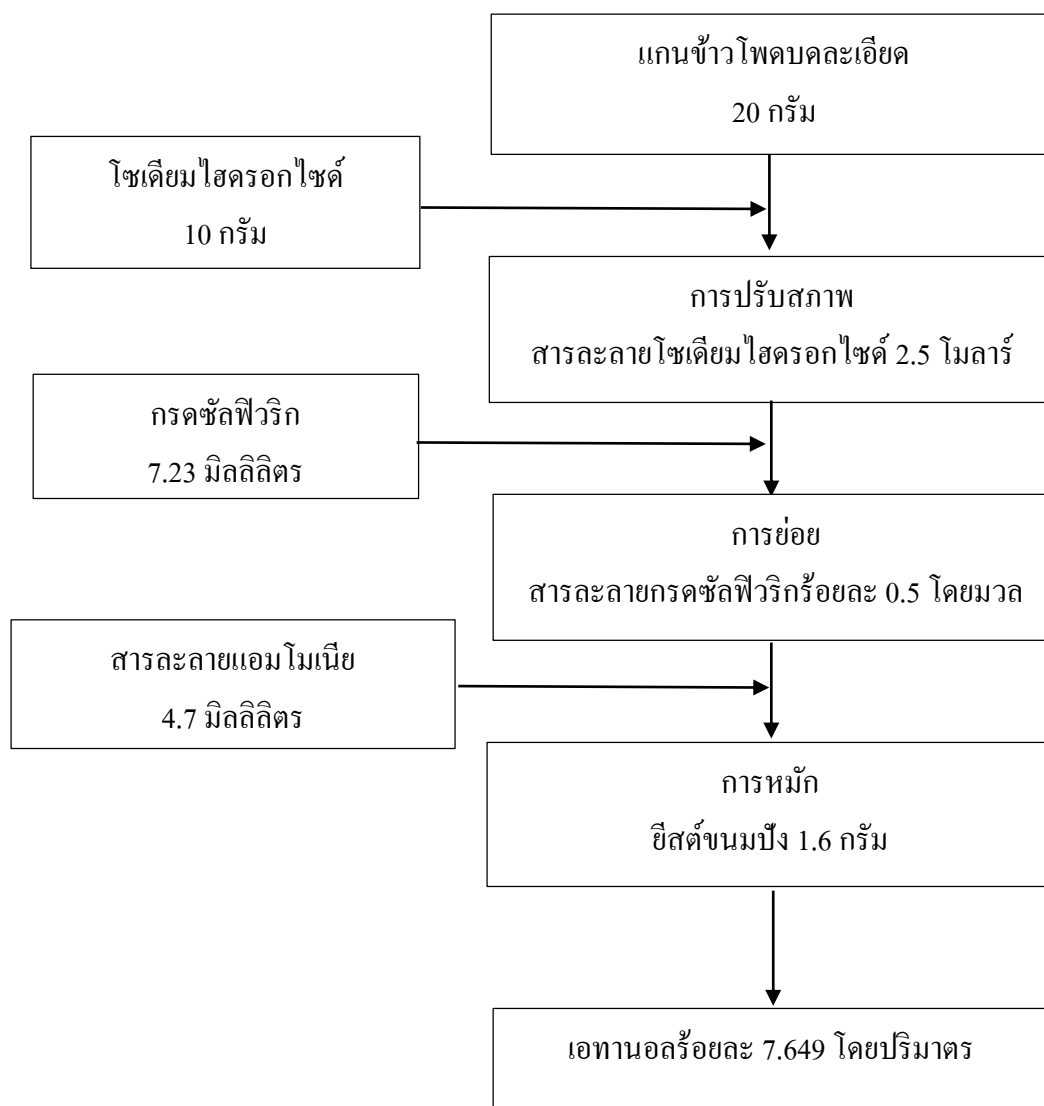 แกนข้าวโพดบดละเอียด
20 กรัม
โซเดียมไฮดรอกไซด์
10 กรัม
การปรับสภาพ
สารละลายโซเดียมไฮดรอกไซด์ 2.5 โมลาร์
กรดซัลฟิวริก
7.23 มิลลิลิตร
การย่อย
สารละลายกรดซัลฟิวริกร้อยละ 0.5 โดยมวล
สารละลายแอมโมเนีย
4.7 มิลลิลิตร
การหมัก
ยีสต์ขนมปัง 1.6 กรัม
เอทานอลร้อยละ 7.649 โดยปริมาตร